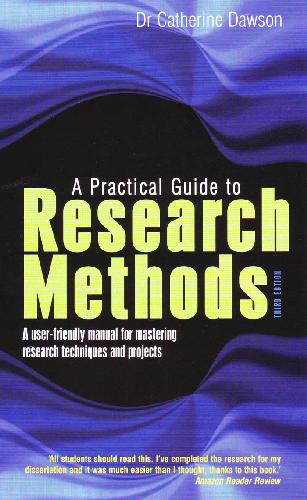 Dr Catherine Dawson
A Practical Guide to
Research
Methods
THIRD EDITION
A user-friendly manual for mastering
research techniques and projects
'All students should read this. I've completed the research for my
dissertation and it was much easier than I thought, thanks to this book.'
Amazon Reader Review